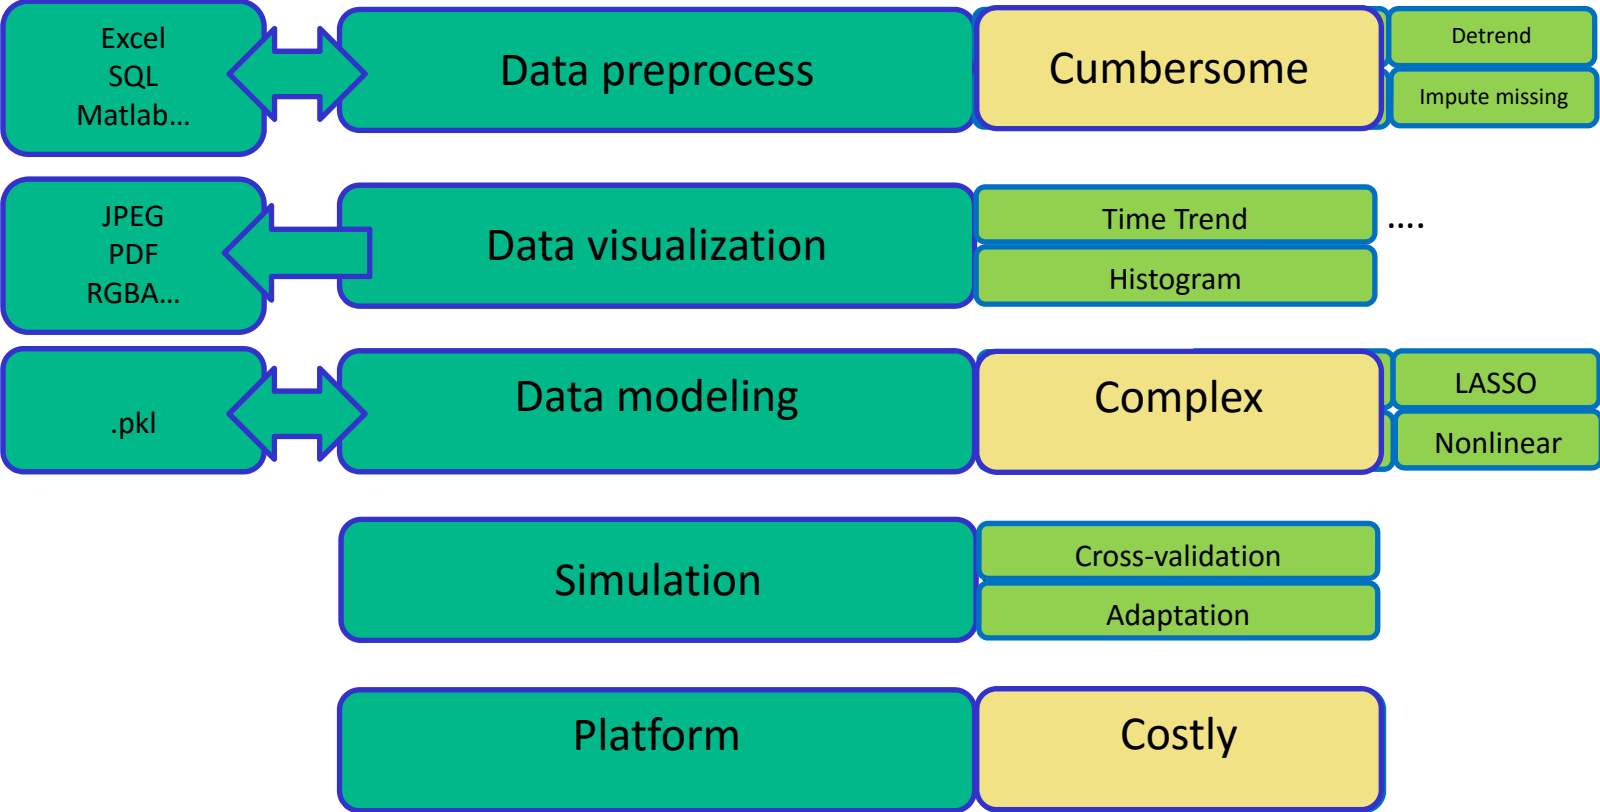 Excel
SQL
Matlab...
Data preprocess
Cumbersome
Detrend
Impute missing
JPEG
PDF
RGBA...
Data visualization
Time Trend
Histogram
....
.pkl
Data modeling
Complex
LASSO
Nonlinear
Simulation
Cross-validation
Adaptation
Platform
Costly